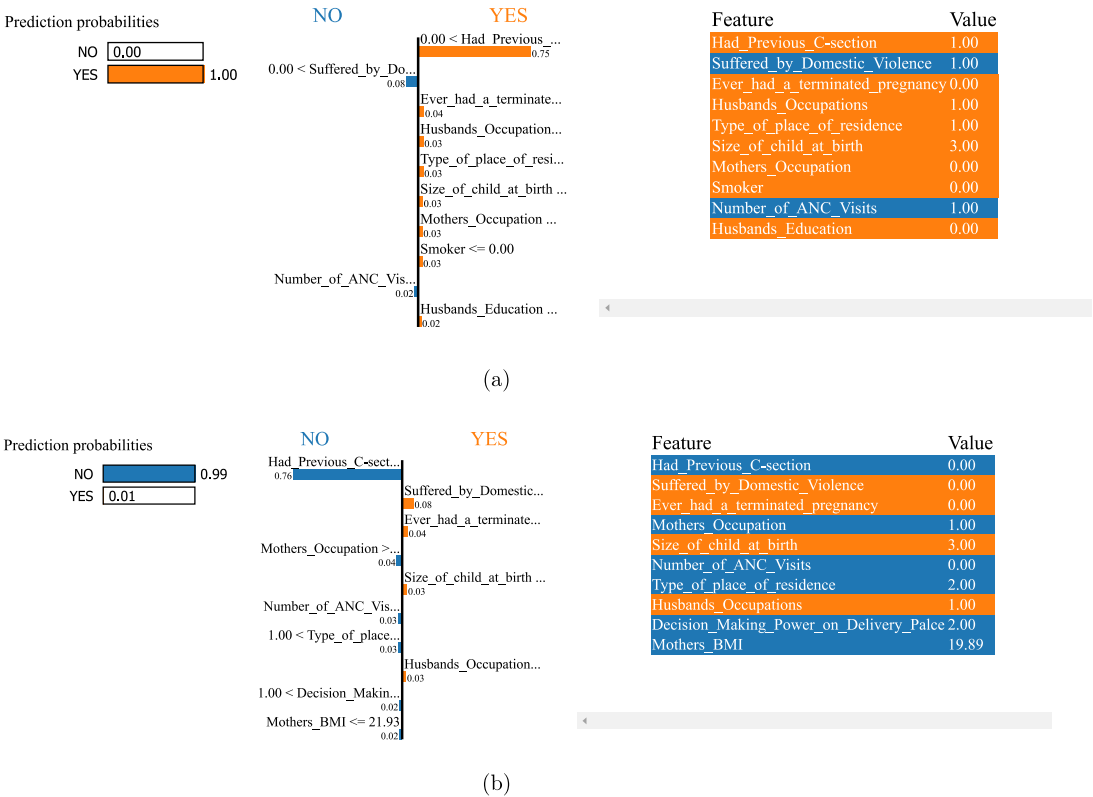 Prediction probabilities
NO 0.00
YES 1.00
NO YES
0.00 < Had_Previous_...
0.75
0.00 < Suffered_by_Do...
0.08
Ever_had_a_terminate...
0.04
Husbands_Occupation...
0.03
Type_of_place_of_resi...
0.03
Size_of_child_at_birth ...
0.03
Mothers_Occupation ...
0.03
Smoker <= 0.00
0.03
Number_of_ANC_Vis...
0.02
Husbands_Education ...
0.02
Feature Value
Had_Previous_C-section 1.00
Suffered_by_Domestic_Violence 1.00
Ever_had_a_terminated_pregnancy 0.00
Husbands_Occupations 1.00
Type_of_place_of_residence 1.00
Size_of_child_at_birth 3.00
Mothers_Occupation 0.00
Smoker 0.00
Number_of_ANC_Visits 1.00
Husbands_Education 0.00
(a)
Prediction probabilities
NO 0.99
YES 0.01
NO YES
Had_Previous_C-sect...
0.76
Suffered_by_Domestic...
0.08
Ever_had_a_terminate...
0.04
Mothers_Occupation >...
0.04
Size_of_child_at_birth ...
0.03
Number_of_ANC_Vis...
0.03
1.00 < Type_of_place...
0.03
Husbands_Occupation...
0.03
1.00 < Decision_Makin...
0.02
Mothers_BMI <= 21.93
0.02
Feature Value
Had_Previous_C-section 0.00
Suffered_by_Domestic_Violence 0.00
Ever_had_a_terminated_pregnancy 0.00
Mothers_Occupation 1.00
Size_of_child_at_birth 3.00
Number_of_ANC_Visits 0.00
Type_of_place_of_residence 2.00
Husbands_Occupations 1.00
Decision_Making_Power_on_Delivery_Palce 2.00
Mothers_BMI 19.89
(b)